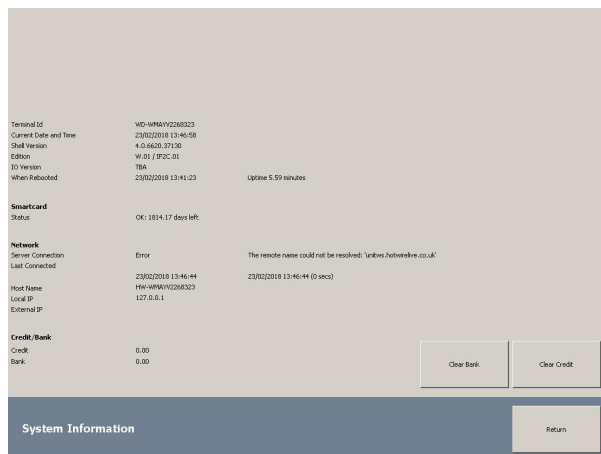 Terminal Id WD-WMAYV2268323
Current Date and Time 23/02/2018 13:46:58
Shell Version 4.0.6620.37130
Edition W.01 / IP2C.01
IO Version TBA
When Rebooted 23/02/2018 13:41:23 Uptime 5.59 minutes
Smartcard
Status OK: 1814.17 days left
Network
Server Connection Error The remote name could not be resolved: 'unitws.hotwirelive.co.uk'
Last Connected
23/02/2018 13:46:44 23/02/2018 13:46:44 (0 secs)
Host Name HW-WMAYV2268323
Local IP 127.0.0.1
External IP
Credit/Bank
Credit 0.00
Bank 0.00
Clear Bank Clear Credit
System Information Return